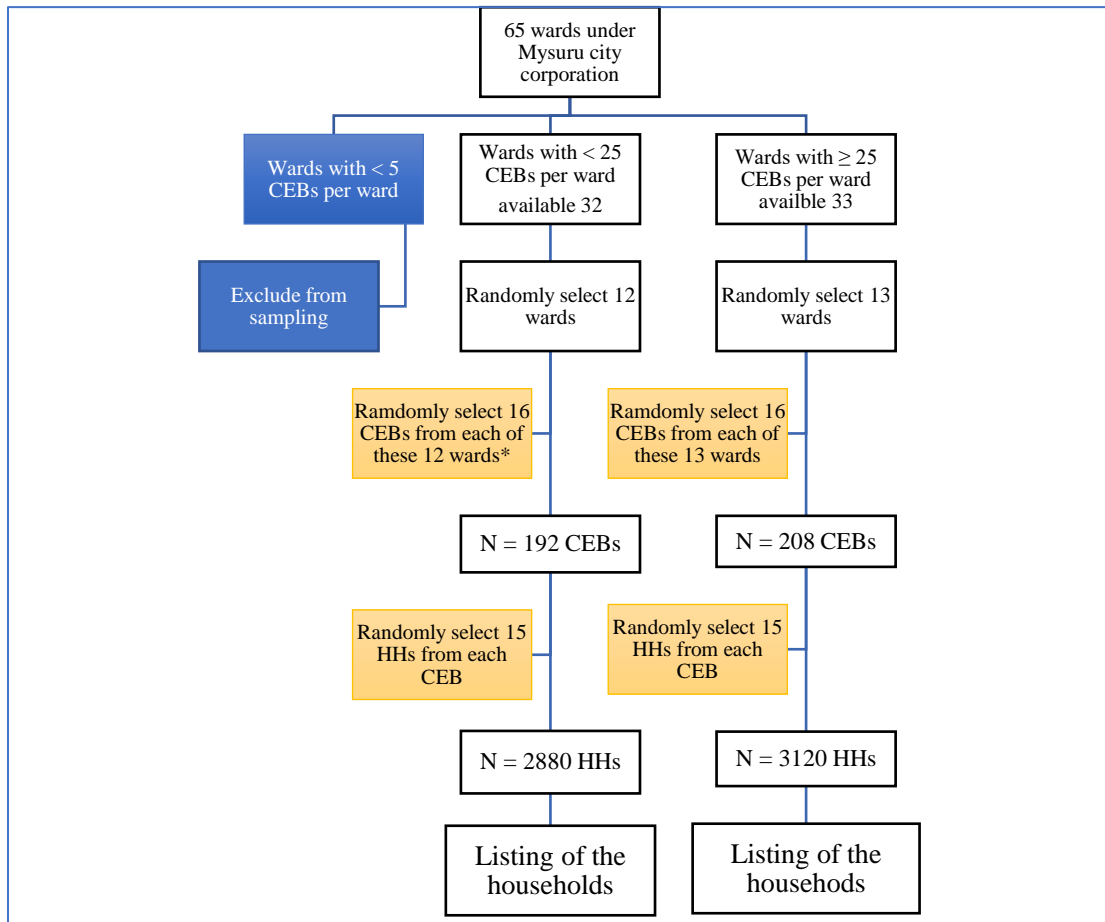 65 wards under
Mysuru city
corporation
Wards with < 5
CEBs per ward
Wards with < 25
CEBs per ward
available 32
Wards with ≥ 25
CEBs per ward
availble 33
Exclude from
sampling
Randomly select 12
wards
Randomly select 13
wards
Ramdomly select 16
CEBs from each of
these 12 wards*
Ramdomly select 16
CEBs from each of
these 13 wards
N = 192 CEBs
N = 208 CEBs
Randomly select 15
HHs from each
CEB
Randomly select 15
HHs from each
CEB
N = 2880 HHs
N = 3120 HHs
Listing of the
households
Listing of the
househods